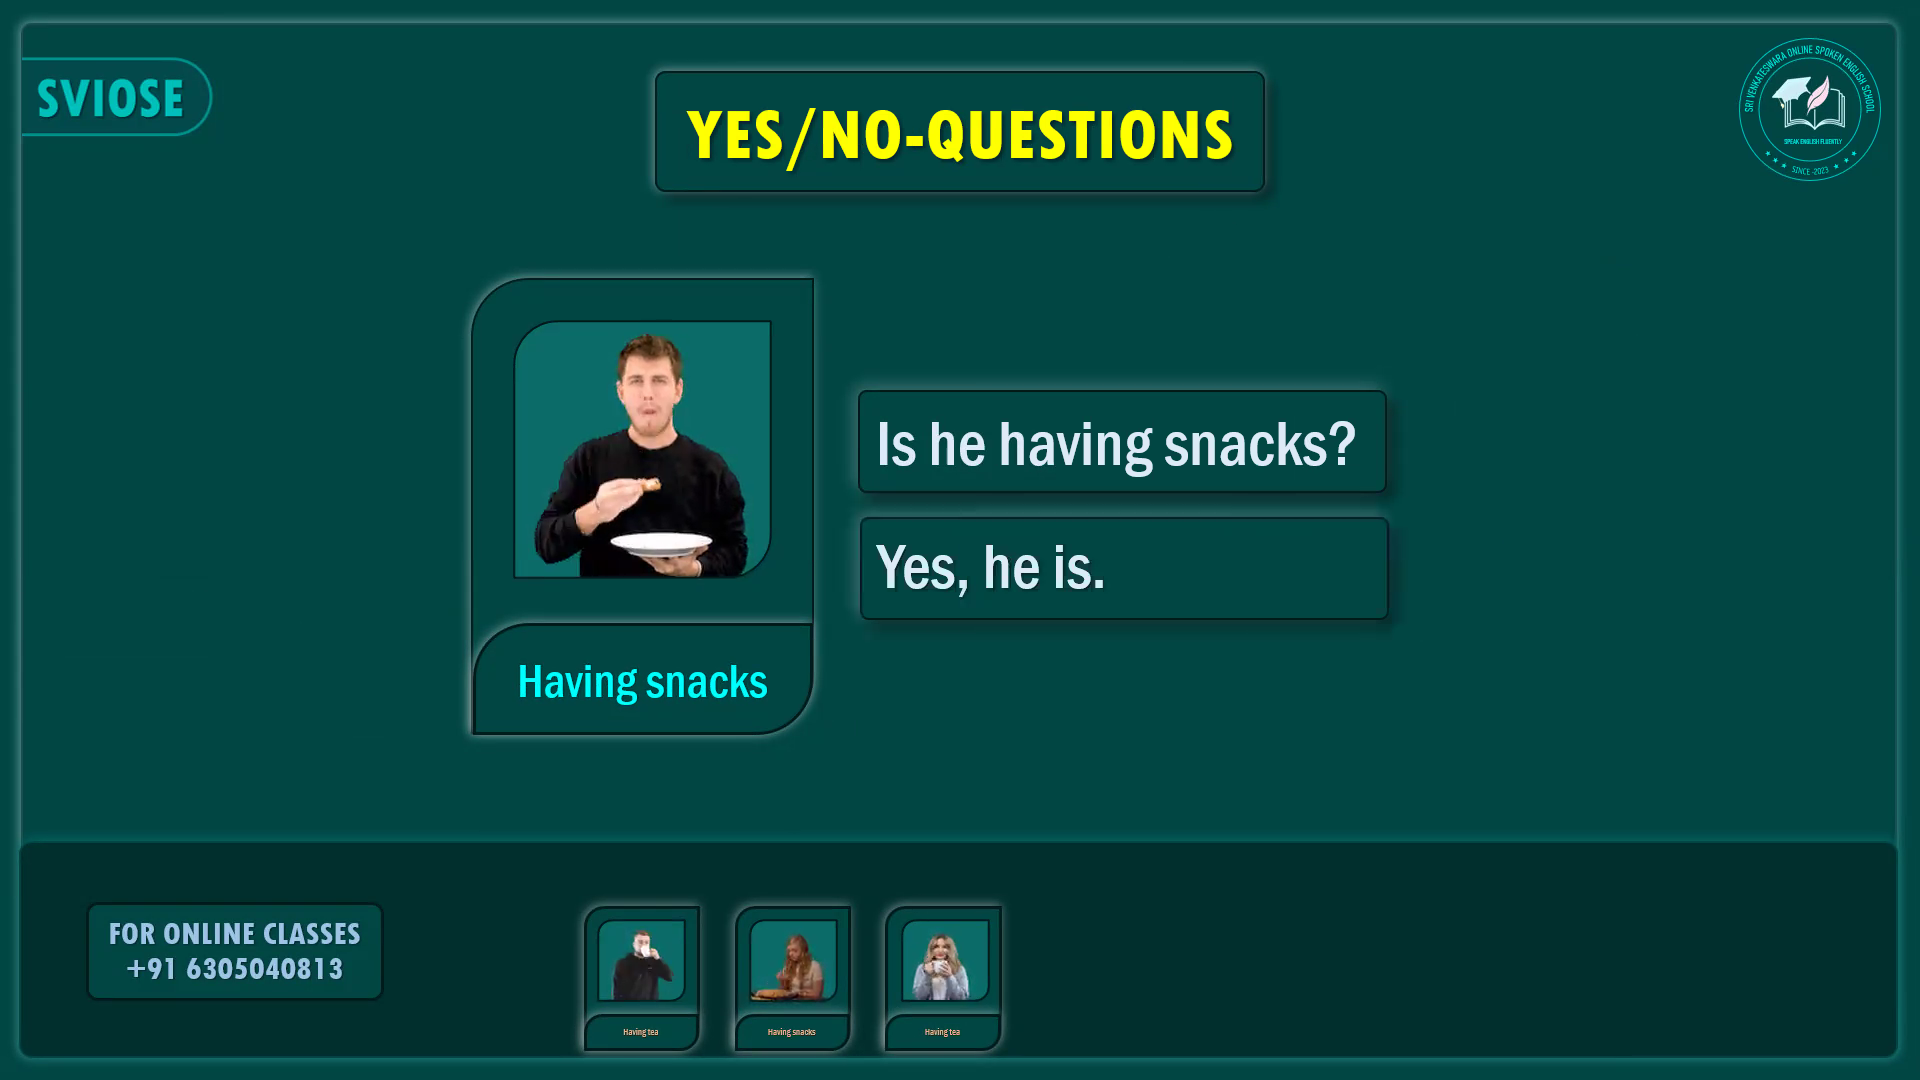 SVIOSE
YES/NO-QUESTIONS
SRI VENKATESWARA ONLINE SPOKEN ENGLISH SCHOOL
SPEAK ENGLISH FLUENTLY
SINCE -2023
Is he having snacks?
Yes, he is.
Having snacks
FOR ONLINE CLASSES
+91 6305040813
Having tea
Having snacks
Having tea